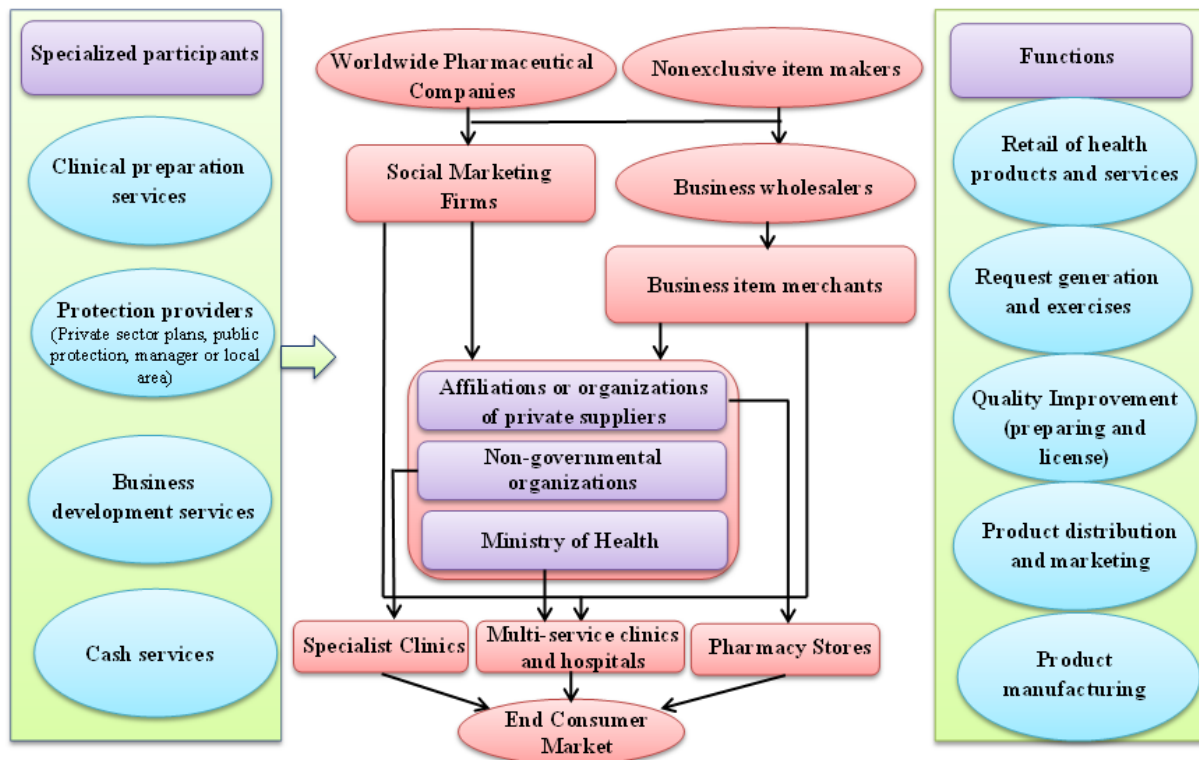 Specialized participants
Clinical preparation
services
Protection providers
(Private sector plans, public
protection, manager or local
area)
Business
development services
Cash services
Worldwide Pharmaceutical
Companies
Nonexclusive item makers
Social Marketing
Firms
Business wholesalers
Business item merchants
Affiliations or organizations
of private suppliers
Non-governmental
organizations
Ministry of Health
Specialist Clinics
Multi-service clinics
and hospitals
Pharmacy Stores
End Consumer
Market
Functions
Retail of health
products and services
Request generation
and exercises
Quality Improvement
(preparing and
license)
Product distribution
and marketing
Product
manufacturing